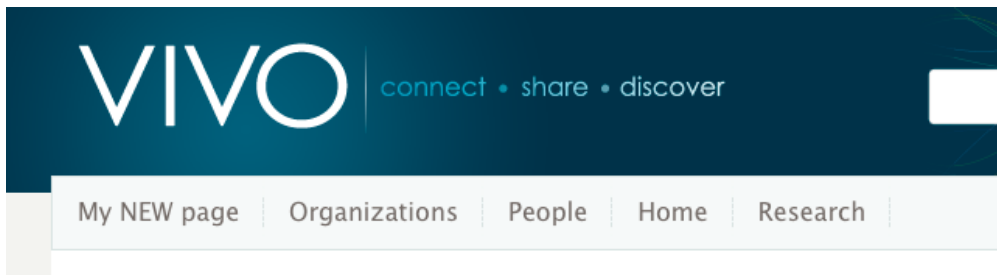 VIVO connect • share • discover
My NEW page Organizations People Home Research